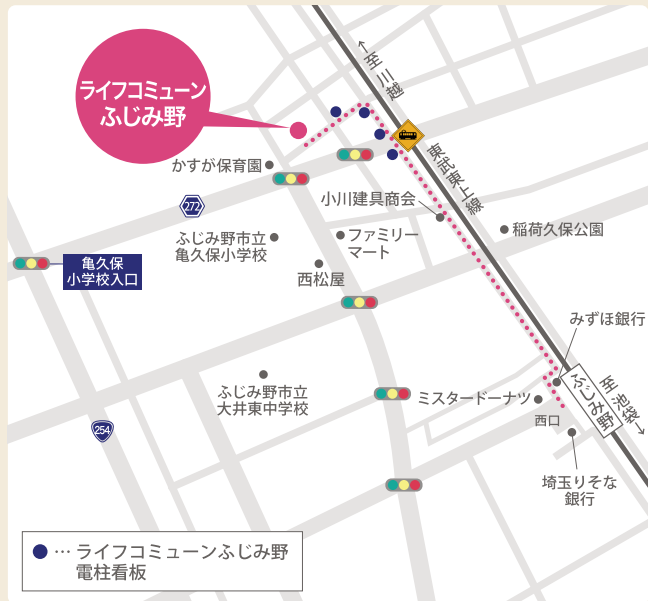 ライフコミューン
ふじみ野
←至川越
東武東上線
かすが保育園
272
小川建具商会
ふじみ野市立
亀久保小学校
ファミリー
マート
稲荷久保公園
亀久保
小学校入口
西松屋
みずほ銀行
ふじみ野
至池袋→
ふじみ野市立
大井東中学校
ミスタードーナツ
西口
254
埼玉りそな
銀行
●… ライフコミューンふじみ野
電柱看板